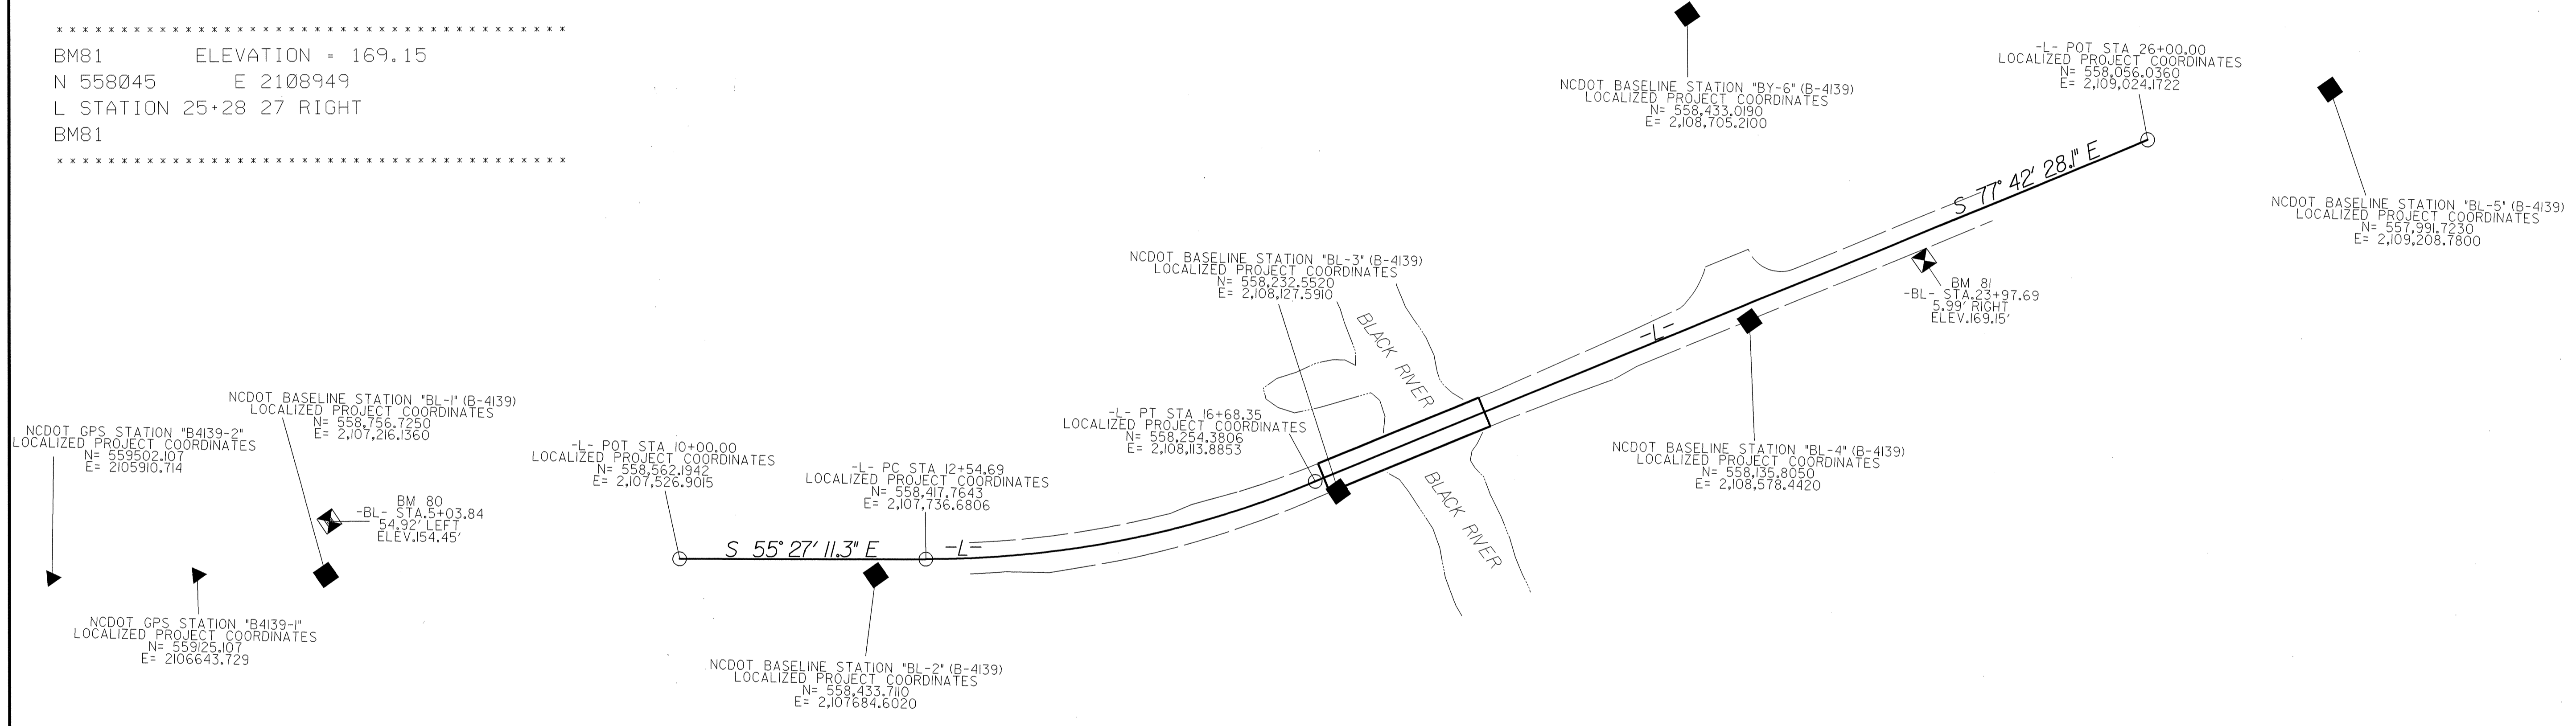 * * * * * * * * * * * * * * * * * * * * * * * * * * * * * * * * * * * * * * *
BM81 ELEVATION = 169.15
N 558045 E 2108949
L STATION 25+28 27 RIGHT
BM81
* * * * * * * * * * * * * * * * * * * * * * * * * * * * * * * * * * * * * * *
NCDOT BASELINE STATION "BY-6" (B-4139)
LOCALIZED PROJECT COORDINATES
N= 558,433.0190
E= 2,108,705.2100
-L- POT STA 26+00.00
LOCALIZED PROJECT COORDINATES
N= 558,056.0360
E= 2,109,024.1722
S 77° 42' 28.1" E
NCDOT BASELINE STATION "BL-5" (B-4139)
LOCALIZED PROJECT COORDINATES
N= 557,991.7230
E= 2,109,208.7800
NCDOT BASELINE STATION "BL-3" (B-4139)
LOCALIZED PROJECT COORDINATES
N= 558,232.5520
E= 2,108,127.5910
BM 81
-BL- STA.23+97.69
5.99' RIGHT
ELEV.169.15'
-L-
BLACK RIVER
NCDOT BASELINE STATION "BL-1" (B-4139)
LOCALIZED PROJECT COORDINATES
N= 558,756.7250
E= 2,107,216.1360
NCDOT GPS STATION "B4139-2"
LOCALIZED PROJECT COORDINATES
N= 559502.107
E= 2105910.714
-L- POT STA 10+00.00
LOCALIZED PROJECT COORDINATES
N= 558,562.1942
E= 2,107,526.9015
-L- PC STA 12+54.69
LOCALIZED PROJECT COORDINATES
N= 558,417.7643
E= 2,107,736.6806
-L- PT STA 16+68.35
LOCALIZED PROJECT COORDINATES
N= 558,254.3806
E= 2,108,113.8853
NCDOT BASELINE STATION "BL-4" (B-4139)
LOCALIZED PROJECT COORDINATES
N= 558,135.8050
E= 2,108,578.4420
BM 80
-BL- STA.5+03.84
54.92' LEFT
ELEV.154.45'
BLACK RIVER
S 55° 27' 11.3" E
-L-
NCDOT GPS STATION "B4139-1"
LOCALIZED PROJECT COORDINATES
N= 559125.107
E= 2106643.729
NCDOT BASELINE STATION "BL-2" (B-4139)
LOCALIZED PROJECT COORDINATES
N= 558,433.7110
E= 2,107684.6020